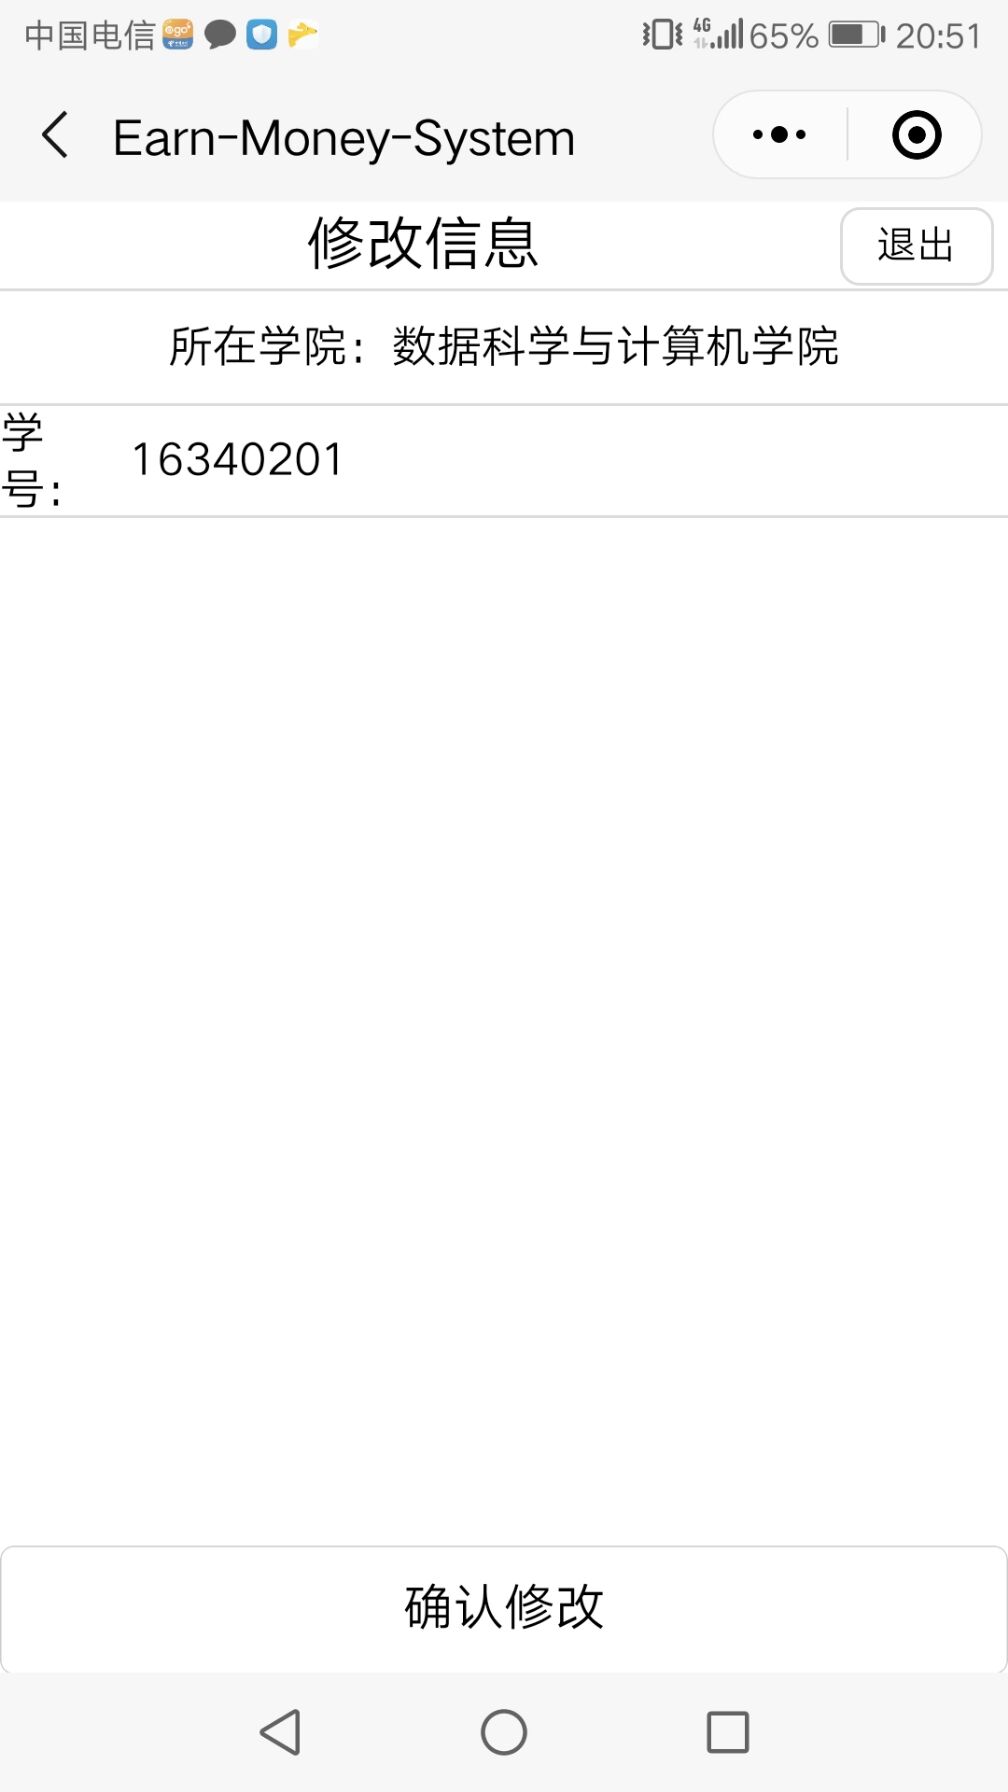 中国电信 @go 4G 65% 20:51
Earn-Money-System
修改信息 退出
所在学院：数据科学与计算机学院
学
号： 16340201
确认修改